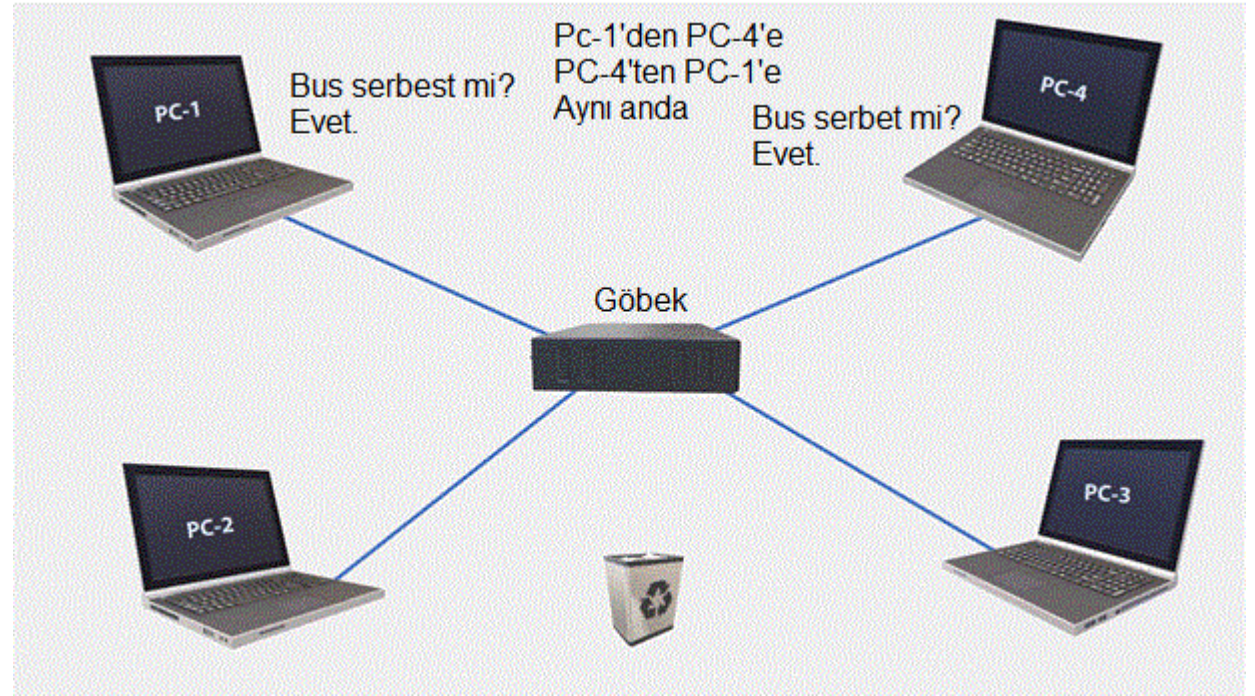 PC-1
Bus serbest mi?
Evet.
Pc-1'den PC-4'e
PC-4'ten PC-1'e
Aynı anda
Bus serbet mi?
Evet.
PC-4
Göbek
PC-2
PC-3